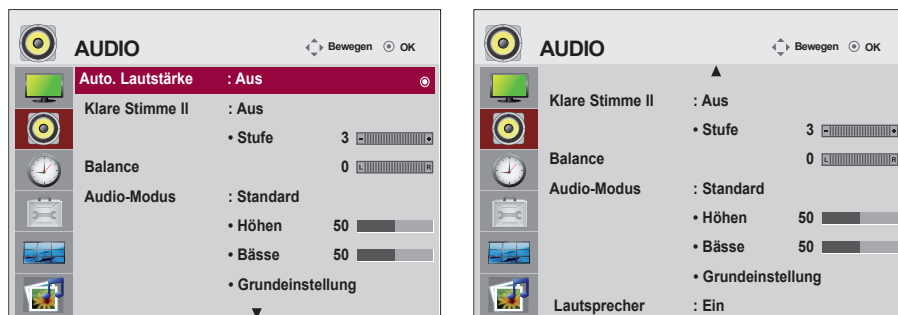 AUDIO
Bewegen OK
Auto. Lautstärke : Aus
Klare Stimme II : Aus
• Stufe 3 - +
Balance 0 L R
Audio-Modus : Standard
• Höhen 50
• Bässe 50
• Grundeinstellung
AUDIO
Bewegen OK
Klare Stimme II : Aus
• Stufe 3 - +
Balance 0 L R
Audio-Modus : Standard
• Höhen 50
• Bässe 50
• Grundeinstellung
Lautsprecher : Ein